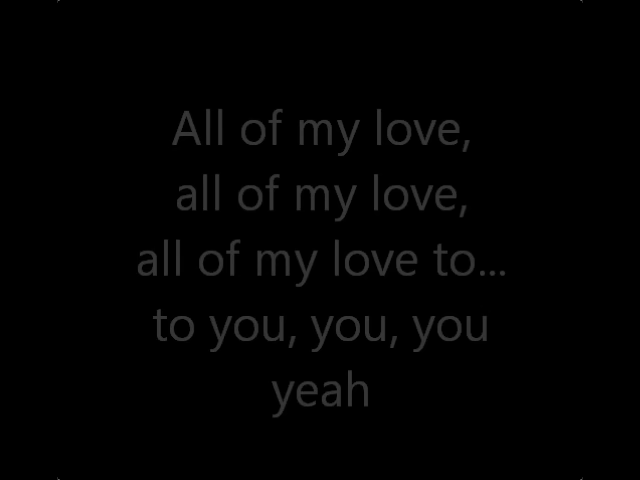 All of my love,
all of my love,
all of my love to...
to you, you, you
yeah